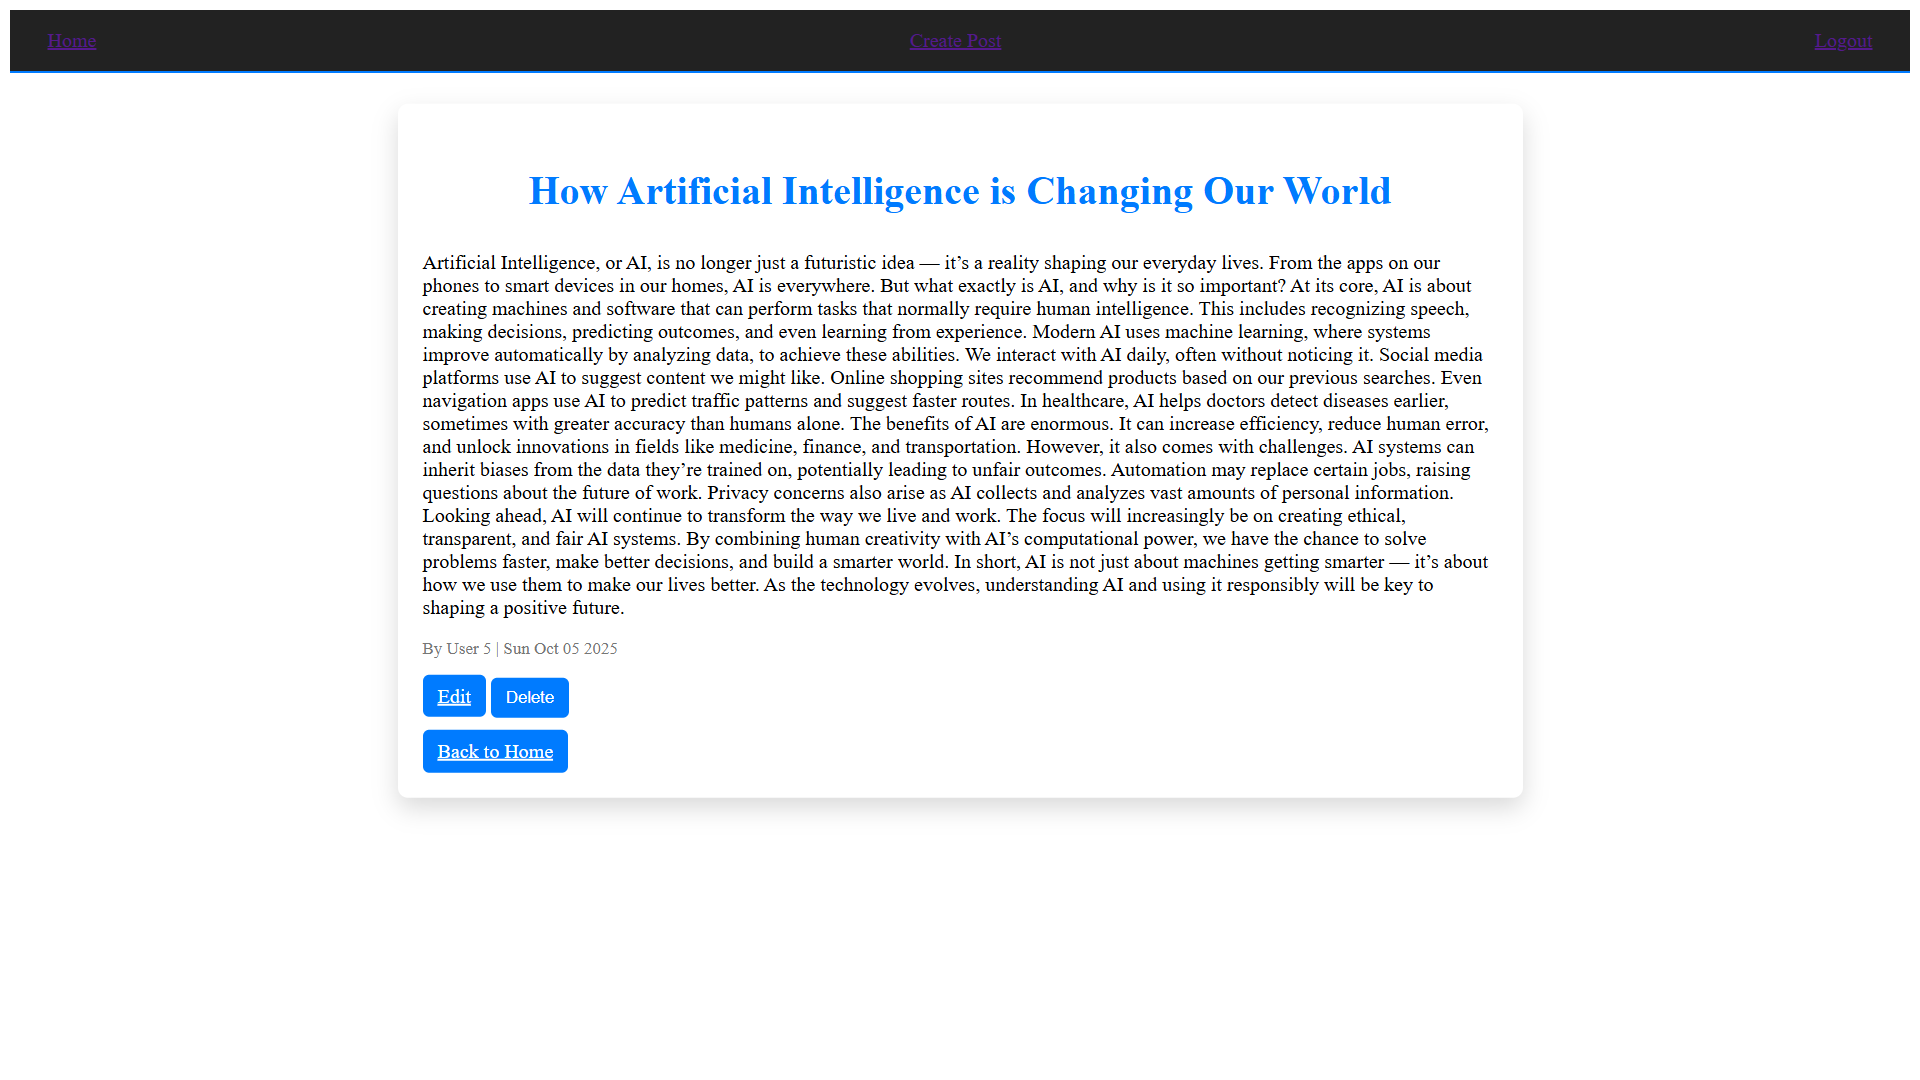 Home
Create Post
Logout
How Artificial Intelligence is Changing Our World
Artificial Intelligence, or AI, is no longer just a futuristic idea — it’s a reality shaping our everyday lives. From the apps on our
phones to smart devices in our homes, AI is everywhere. But what exactly is AI, and why is it so important? At its core, AI is about
creating machines and software that can perform tasks that normally require human intelligence. This includes recognizing speech,
making decisions, predicting outcomes, and even learning from experience. Modern AI uses machine learning, where systems
improve automatically by analyzing data, to achieve these abilities. We interact with AI daily, often without noticing it. Social media
platforms use AI to suggest content we might like. Online shopping sites recommend products based on our previous searches. Even
navigation apps use AI to predict traffic patterns and suggest faster routes. In healthcare, AI helps doctors detect diseases earlier,
sometimes with greater accuracy than humans alone. The benefits of AI are enormous. It can increase efficiency, reduce human error,
and unlock innovations in fields like medicine, finance, and transportation. However, it also comes with challenges. AI systems can
inherit biases from the data they’re trained on, potentially leading to unfair outcomes. Automation may replace certain jobs, raising
questions about the future of work. Privacy concerns also arise as AI collects and analyzes vast amounts of personal information.
Looking ahead, AI will continue to transform the way we live and work. The focus will increasingly be on creating ethical,
transparent, and fair AI systems. By combining human creativity with AI’s computational power, we have the chance to solve
problems faster, make better decisions, and build a smarter world. In short, AI is not just about machines getting smarter — it’s about
how we use them to make our lives better. As the technology evolves, understanding AI and using it responsibly will be key to
shaping a positive future.
By User 5 | Sun Oct 05 2025
Edit
Delete
Back to Home